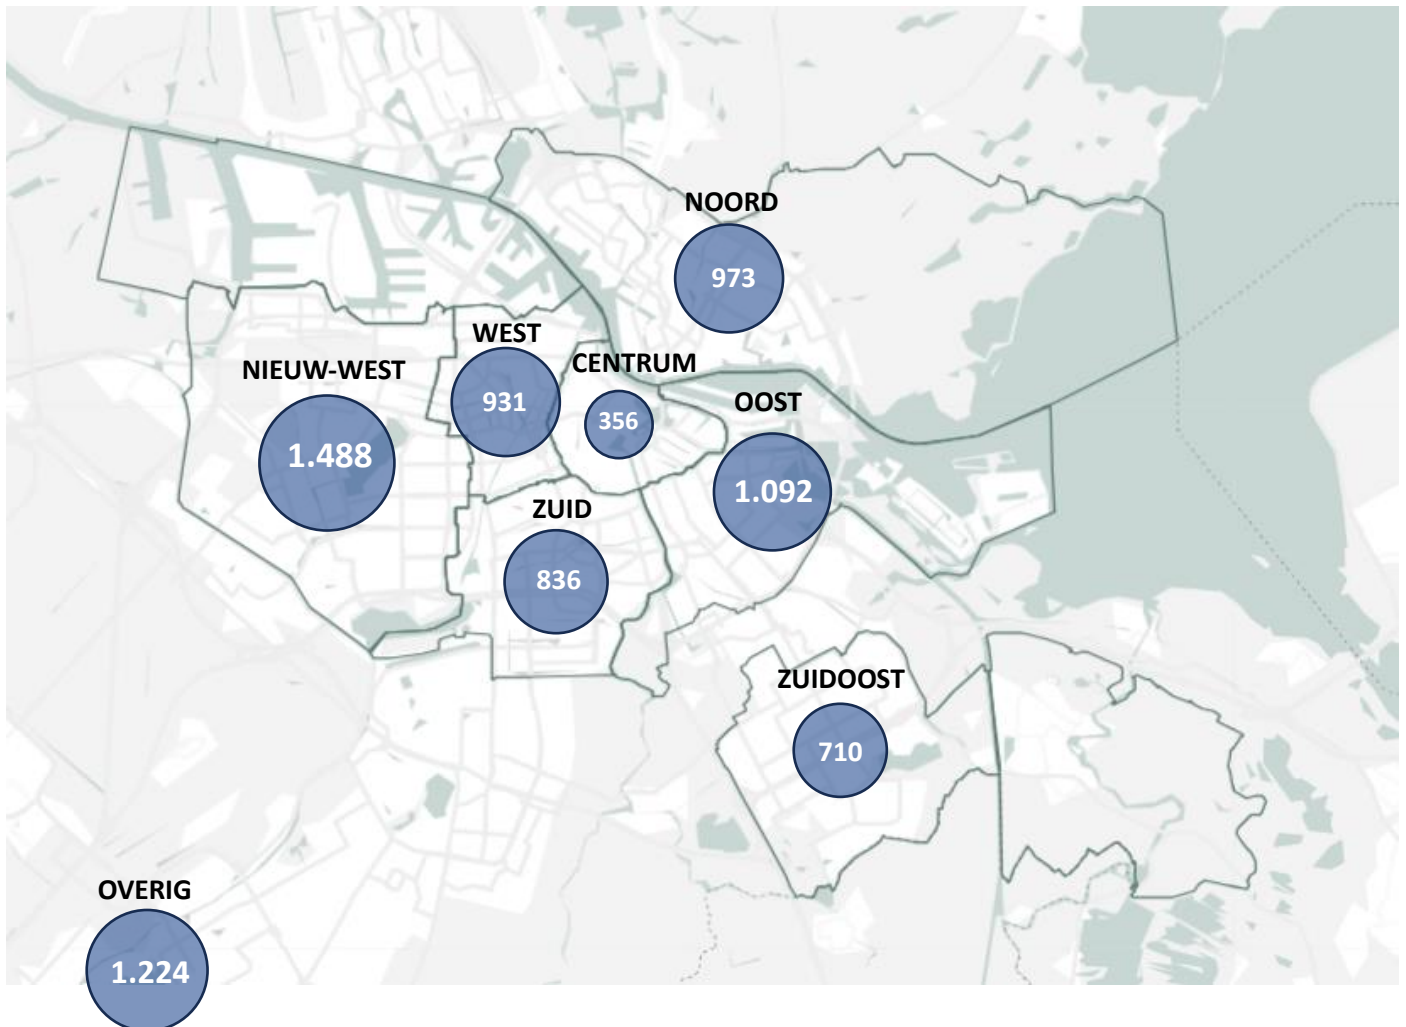 NOORD
973
WEST
931
CENTRUM
356
NIEUW-WEST
1.488
OOST
1.092
ZUID
836
ZUIDOOST
710
OVERIG
1.224